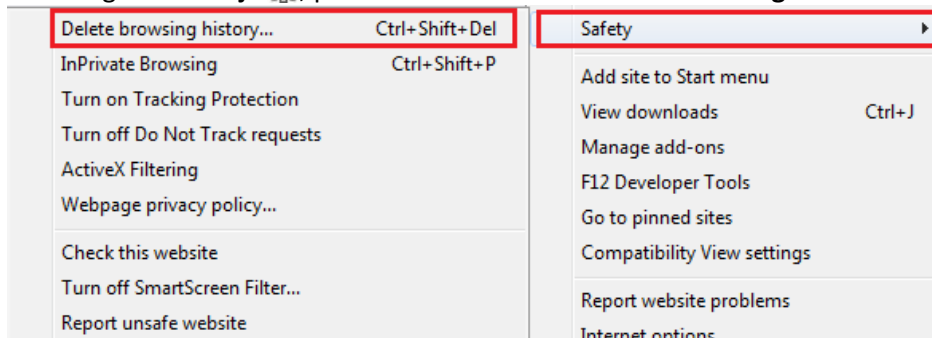 Delete browsing history... Ctrl+Shift+Del
InPrivate Browsing Ctrl+Shift+P
Turn on Tracking Protection
Turn off Do Not Track requests
ActiveX Filtering
Webpage privacy policy...
Check this website
Turn off SmartScreen Filter...
Report unsafe website
Safety
Add site to Start menu
View downloads Ctrl+J
Manage add-ons
F12 Developer Tools
Go to pinned sites
Compatibility View settings
Report website problems
Internet options